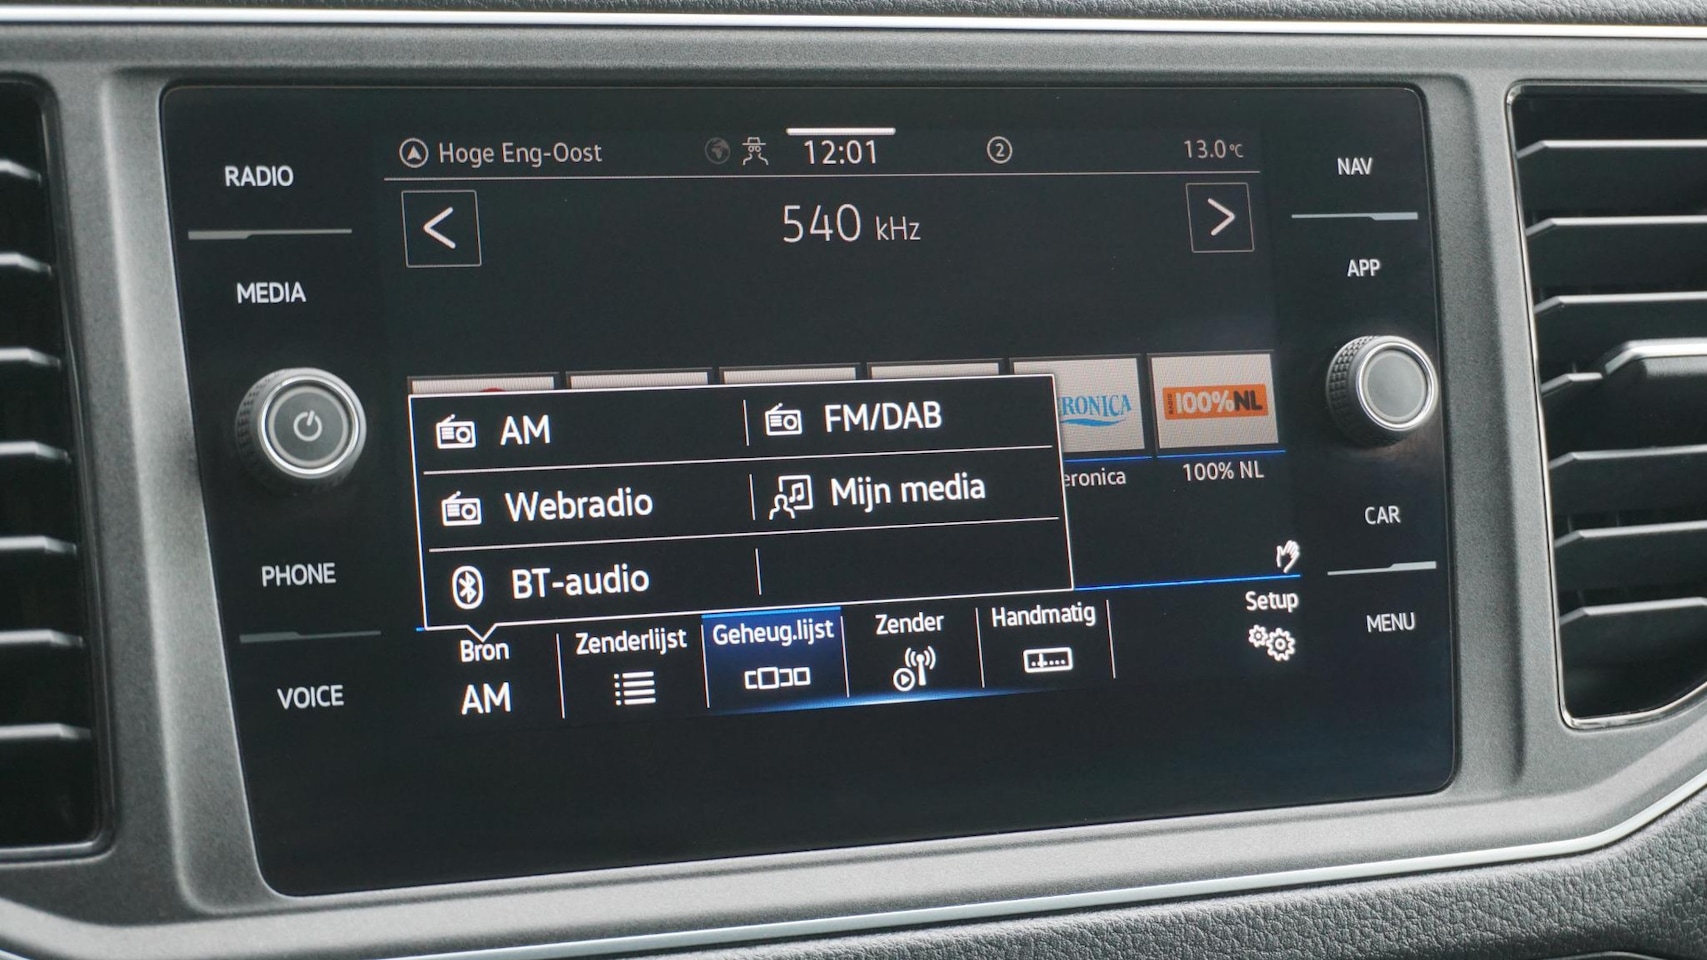 RADIO
MEDIA
PHONE
VOICE
Hoge Eng-Oost
12:01
2
13.0°C
540 kHz
AM
FM/DAB
Webradio
Mijn media
BT-audio
RONICA
RADIO 100%NL
eronica
100% NL
Bron
AM
Zenderlijst
Geheug.lijst
Zender
Handmatig
Setup
NAV
APP
CAR
MENU